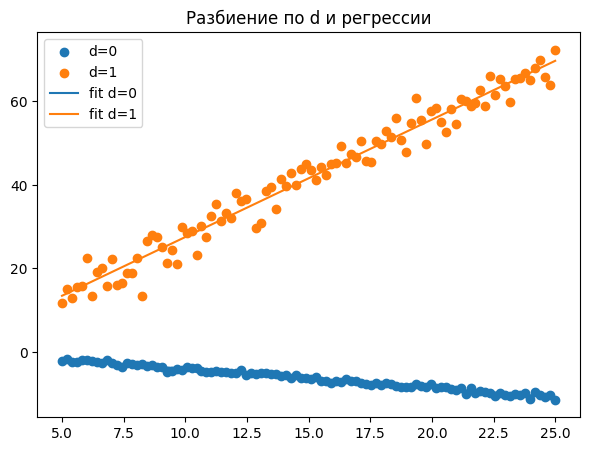 Разбиение по d и регрессии
d=0
d=1
fit d=0
fit d=1
60
40
20
0
5.0 7.5 10.0 12.5 15.0 17.5 20.0 22.5 25.0